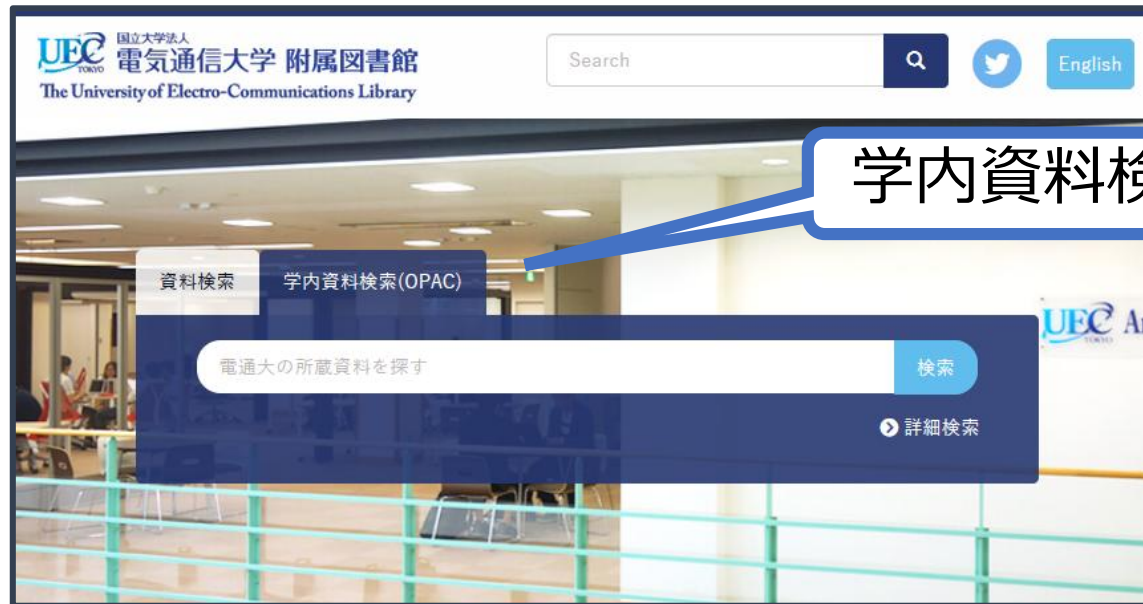 UEC
TOKYO
国立大学法人
電気通信大学 附属図書館
The University of Electro-Communications Library
Search
English
学内資料検
資料検索
学内資料検索(OPAC)
UEC
TOKYO
電通大の所蔵資料を探す
検索
詳細検索